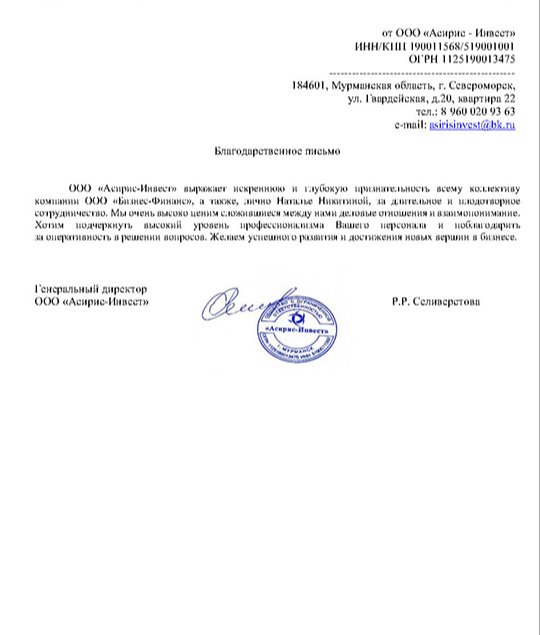 от ООО «Асирис - Инвест»
ИНН/КПП 190011568/519001001
ОГРН 1125190013475
184601, Мурманская область, г. Североморск,
ул. Гвардейская, д.20, квартира 22
тел.: 8 960 020 93 63
e-mail: asirisinvest@bk.ru
Благодарственное письмо
ООО «Асирис-Инвест» выражает искреннюю и глубокую признательность всему коллективу
компании ООО «Бизнес-Финанс», а также, лично Наталье Никитиной, за длительное и плодотворное
сотрудничество. Мы очень высоко ценим сложившиеся между нами деловые отношения и взаимопонимание.
Хотим подчеркнуть высокий уровень профессионализма Вашего персонала и поблагодарить
за оперативность в решении вопросов. Желаем успешного развития и достижения новых вершин в бизнесе.
Генеральный директор
ООО «Асирис-Инвест»
Р.Р. Селиверстова
ОБЩЕСТВО С ОГРАНИЧЕННОЙ
ОТВЕТСТВЕННОСТЬЮ
«Асирис-Инвест»
г. МУРМАНСК